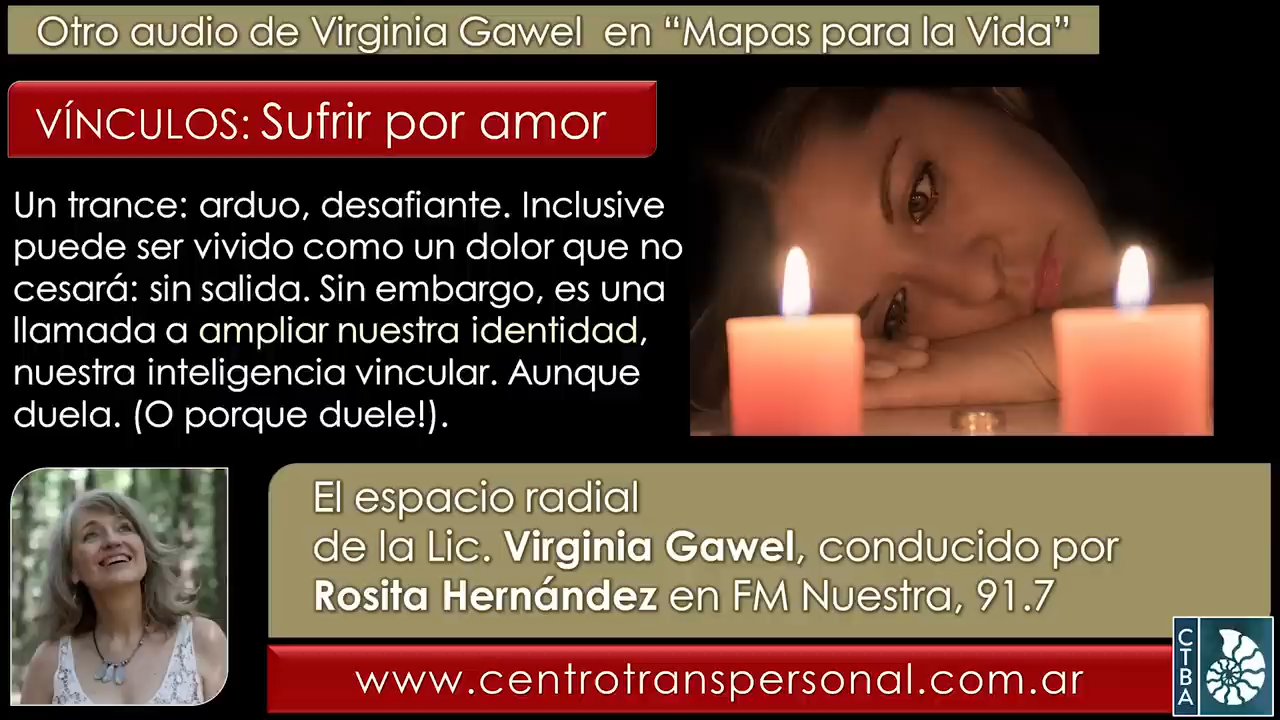 Otro audio de Virginia Gawel en “Mapas para la Vida”
VÍNCULOS: Sufrir por amor
Un trance: arduo, desafiante. Inclusive
puede ser vivido como un dolor que no
cesará: sin salida. Sin embargo, es una
llamada a ampliar nuestra identidad,
nuestra inteligencia vincular. Aunque
duela. (O porque duele!).
El espacio radial
de la Lic. Virginia Gawel, conducido por
Rosita Hernández en FM Nuestra, 91.7
www.centrotranspersonal.com.ar
CTBA